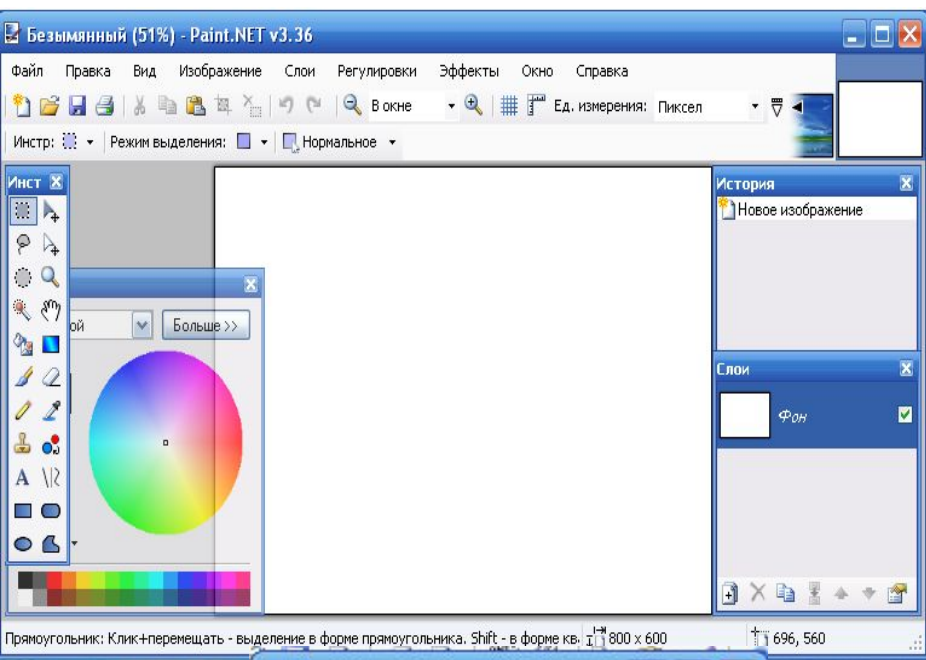 Безымянный (51%) - Paint.NET v3.36
Файл Правка Вид Изображение Слои Регулировки Эффекты Окно Справка
В окне Ед. измерения: Пиксел
Инстр: Режим выделения: Нормальное
Инст
История
Новое изображение
ой Больше >>
Слои
Фон
Прямоугольник: Клик+перемещать - выделение в форме прямоугольника. Shift - в форме кв. 800 x 600 696, 560